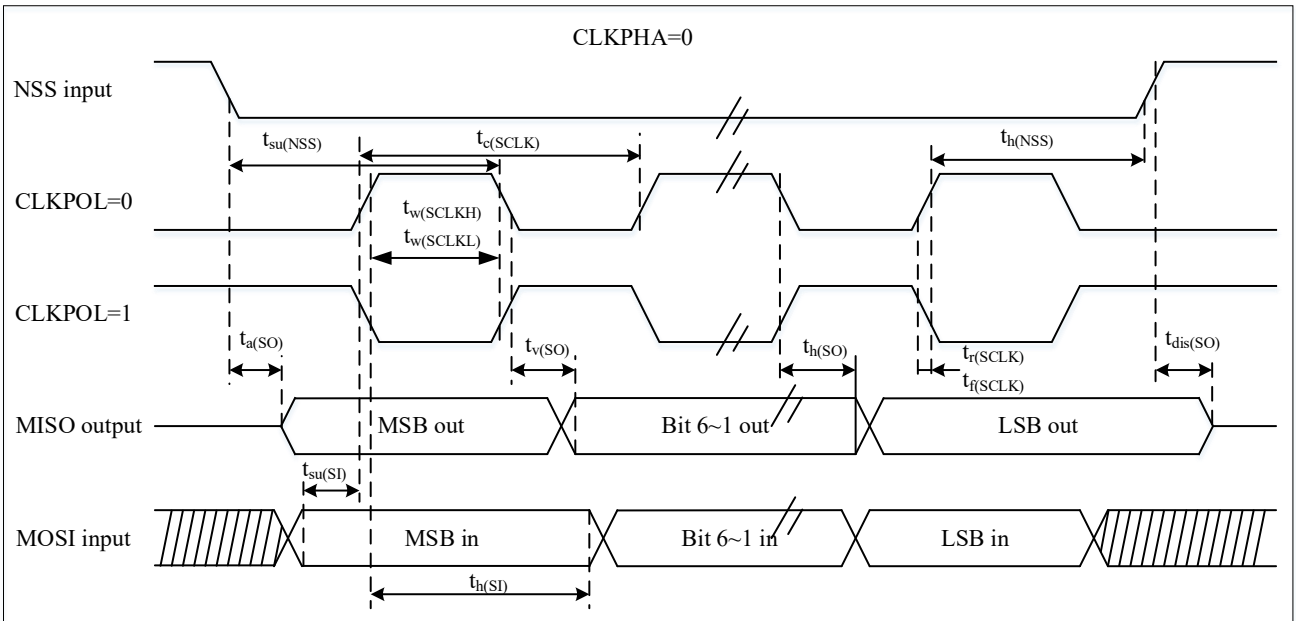 CLKPHA=0
NSS input
tsu(NSS)
tc(SCLK)
th(NSS)
CLKPOL=0
tw(SCLKH)
tw(SCLKL)
CLKPOL=1
ta(SO)
tv(SO)
th(SO)
tr(SCLK)
tf(SCLK)
tdis(SO)
MISO output
MSB out
Bit 6~1 out
LSB out
tsu(SI)
MOSI input
MSB in
Bit 6~1 in
LSB in
th(SI)